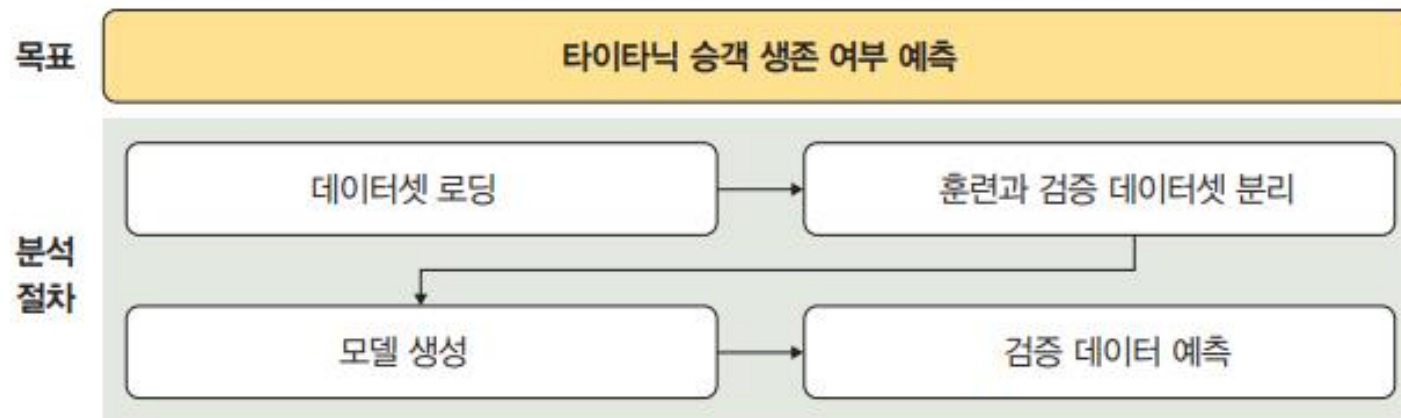 목표
타이타닉 승객 생존 여부 예측
분석
절차
데이터셋 로딩
훈련과 검증 데이터셋 분리
모델 생성
검증 데이터 예측